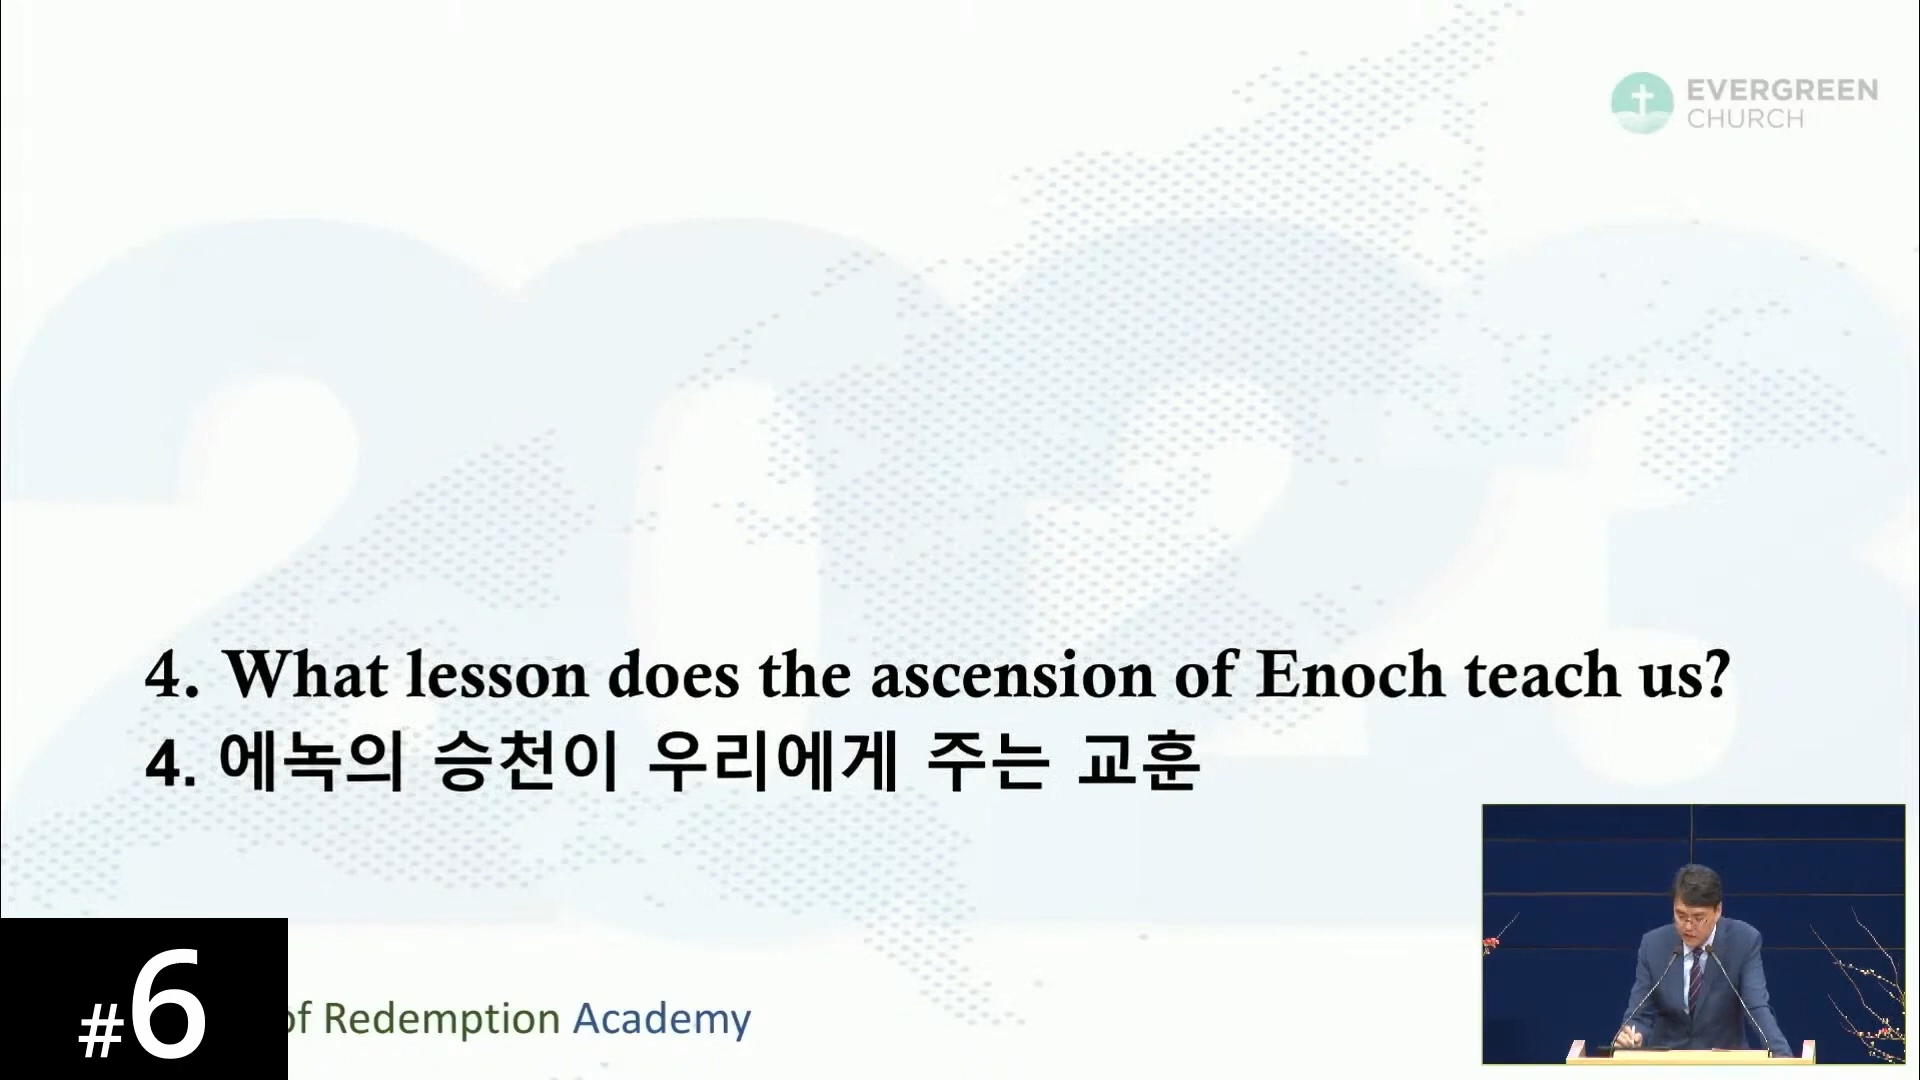 EVERGREEN
CHURCH
2023
4. What lesson does the ascension of Enoch teach us?
4. 에녹의 승천이 우리에게 주는 교훈
#6
of Redemption Academy